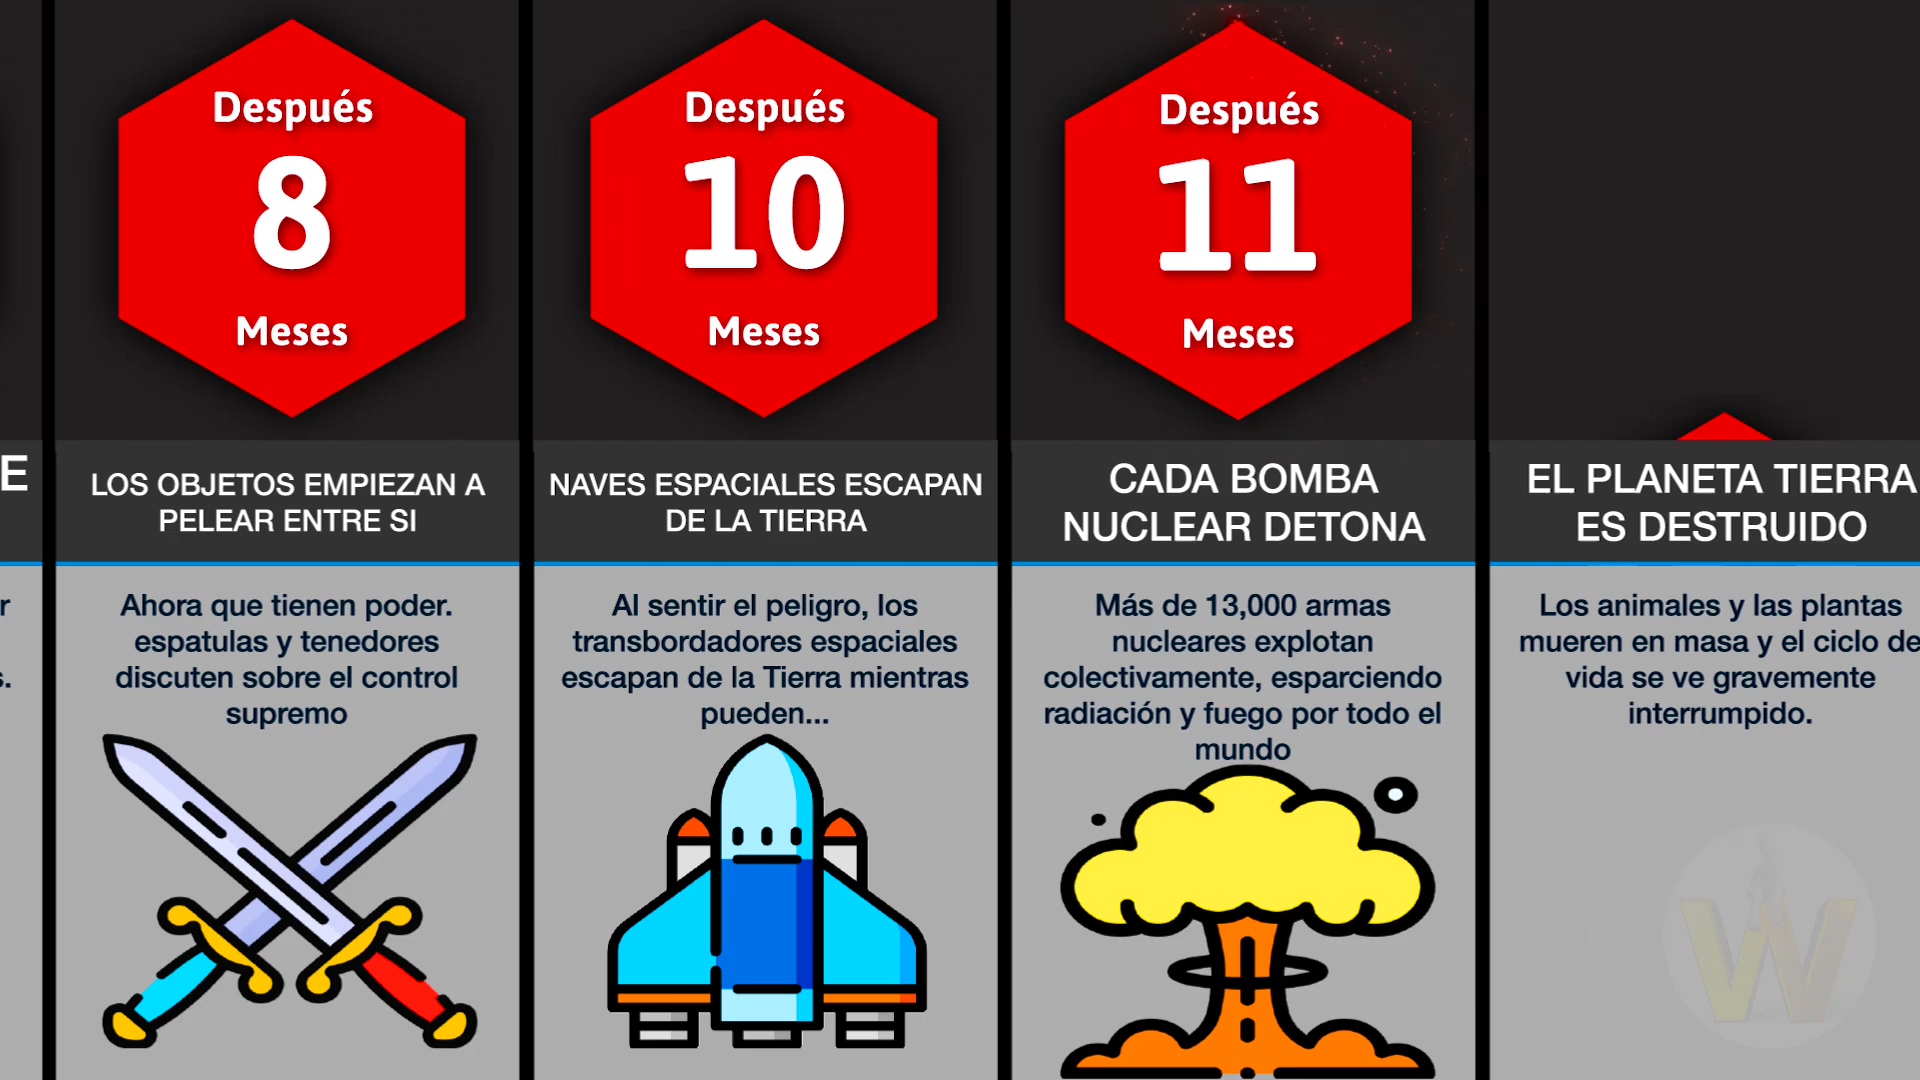 E
r
s.
Después
8
Meses
LOS OBJETOS EMPIEZAN A
PELEAR ENTRE SI
Ahora que tienen poder.
espatulas y tenedores
discuten sobre el control
supremo
Después
10
Meses
NAVES ESPACIALES ESCAPAN
DE LA TIERRA
Al sentir el peligro, los
transbordadores espaciales
escapan de la Tierra mientras
pueden...
Después
11
Meses
CADA BOMBA
NUCLEAR DETONA
Más de 13,000 armas
nucleares explotan
colectivamente, esparciendo
radiación y fuego por todo el
mundo
EL PLANETA TIERRA
ES DESTRUIDO
Los animales y las plantas
mueren en masa y el ciclo de
vida se ve gravemente
interrumpido.
W